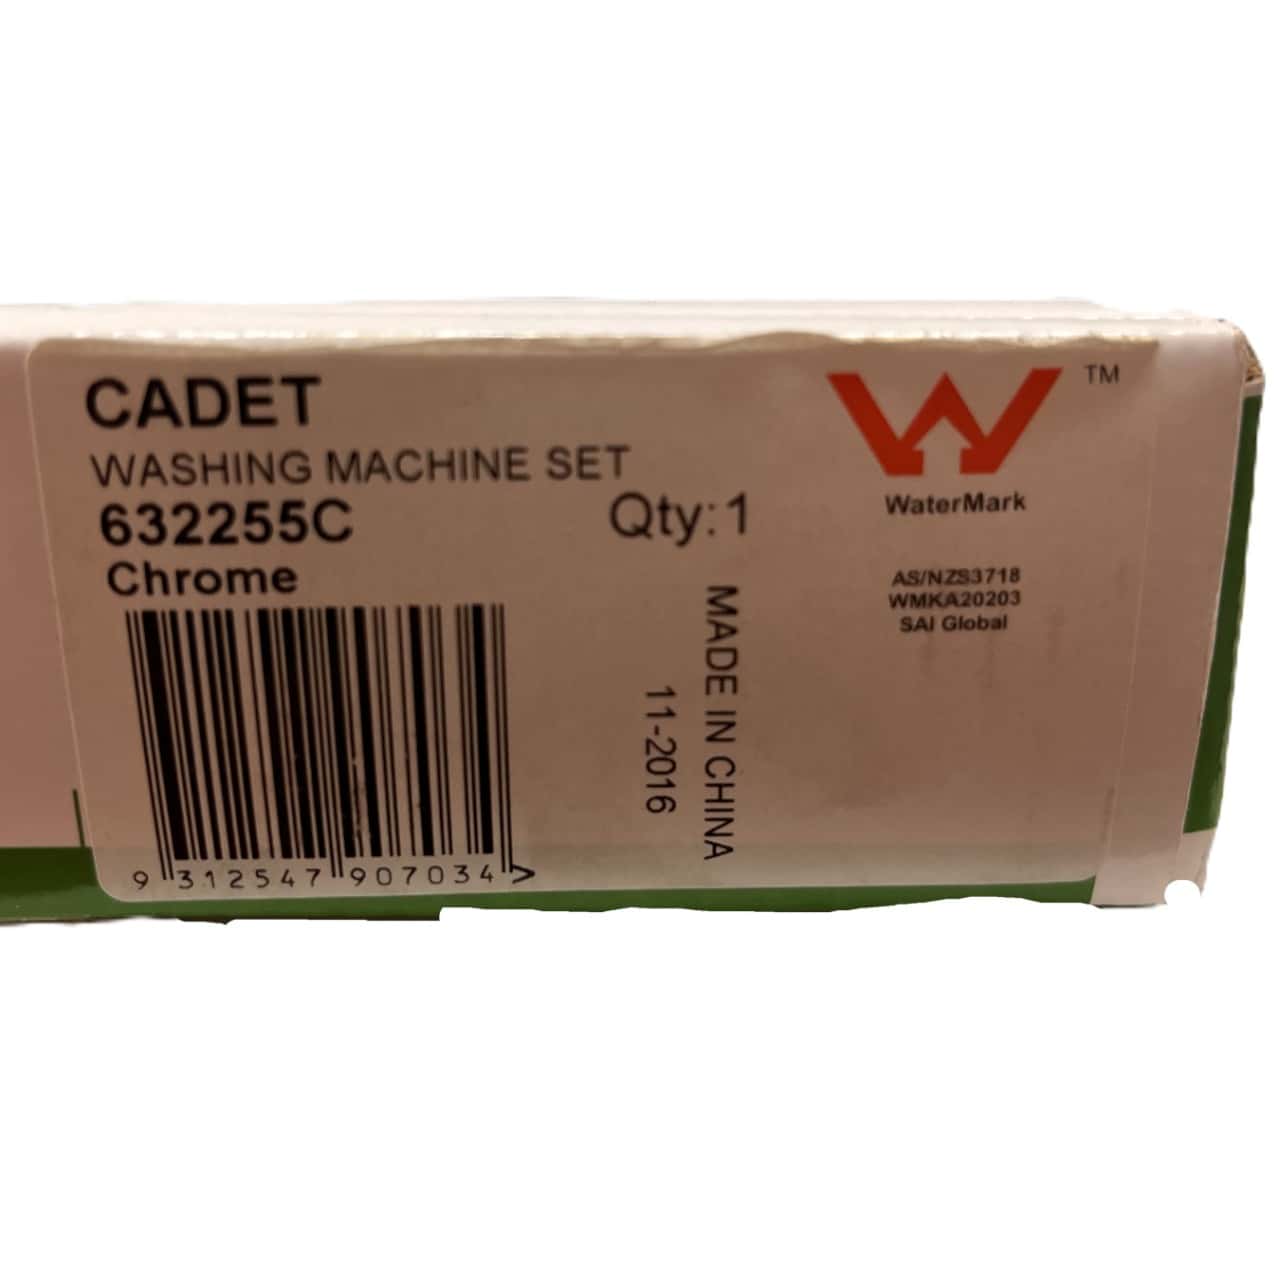 CADET
WASHING MACHINE SET
632255C
Qty:1
Chrome
9 312547 907034 >
11-2016
MADE IN CHINA
TM
WaterMark
AS/NZS3718
WMKA20203
SAI Global